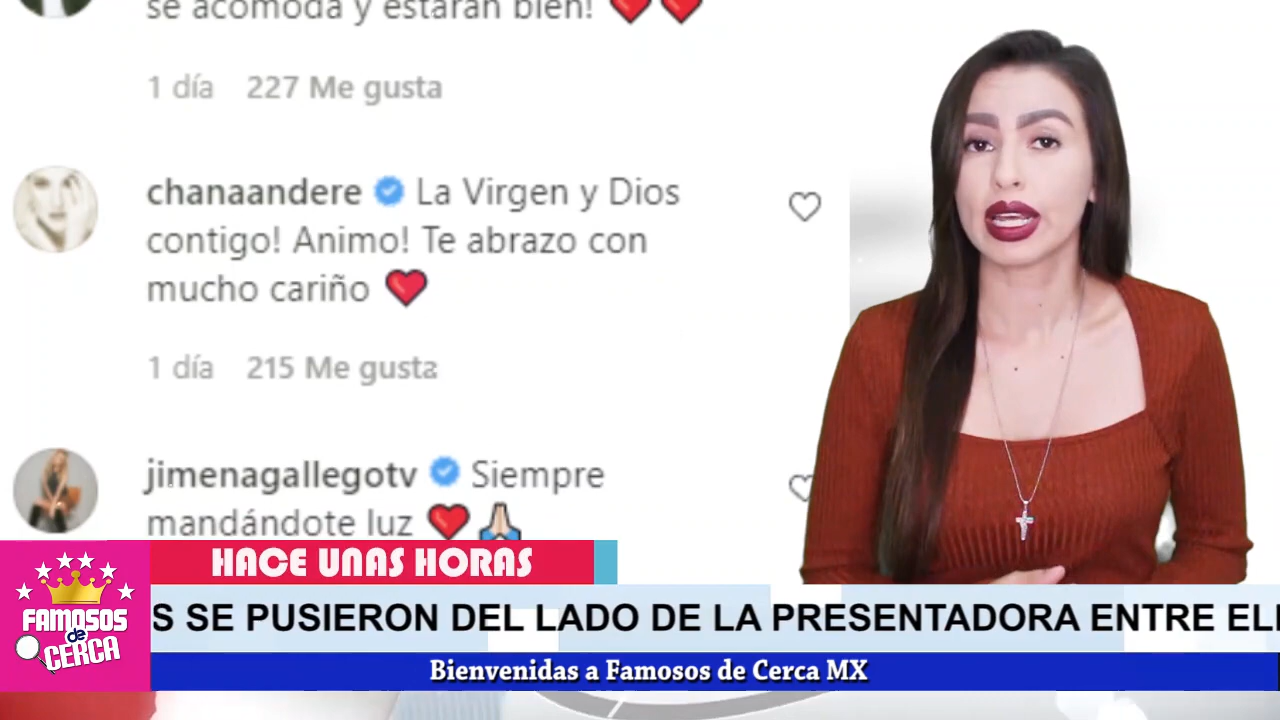 se acomoda y estarán bien! ❤️❤️
1 día 227 Me gusta
chanaandere La Virgen y Dios
contigo! Animo! Te abrazo con
mucho cariño ❤️
1 día 215 Me gusta
jimenagallegotv Siempre
mandándote luz ❤️🙏🏻
HACE UNAS HORAS
FAMOSOS
de
CERCA
S SE PUSIERON DEL LADO DE LA PRESENTADORA ENTRE ELL
Bienvenidas a Famosos de Cerca MX